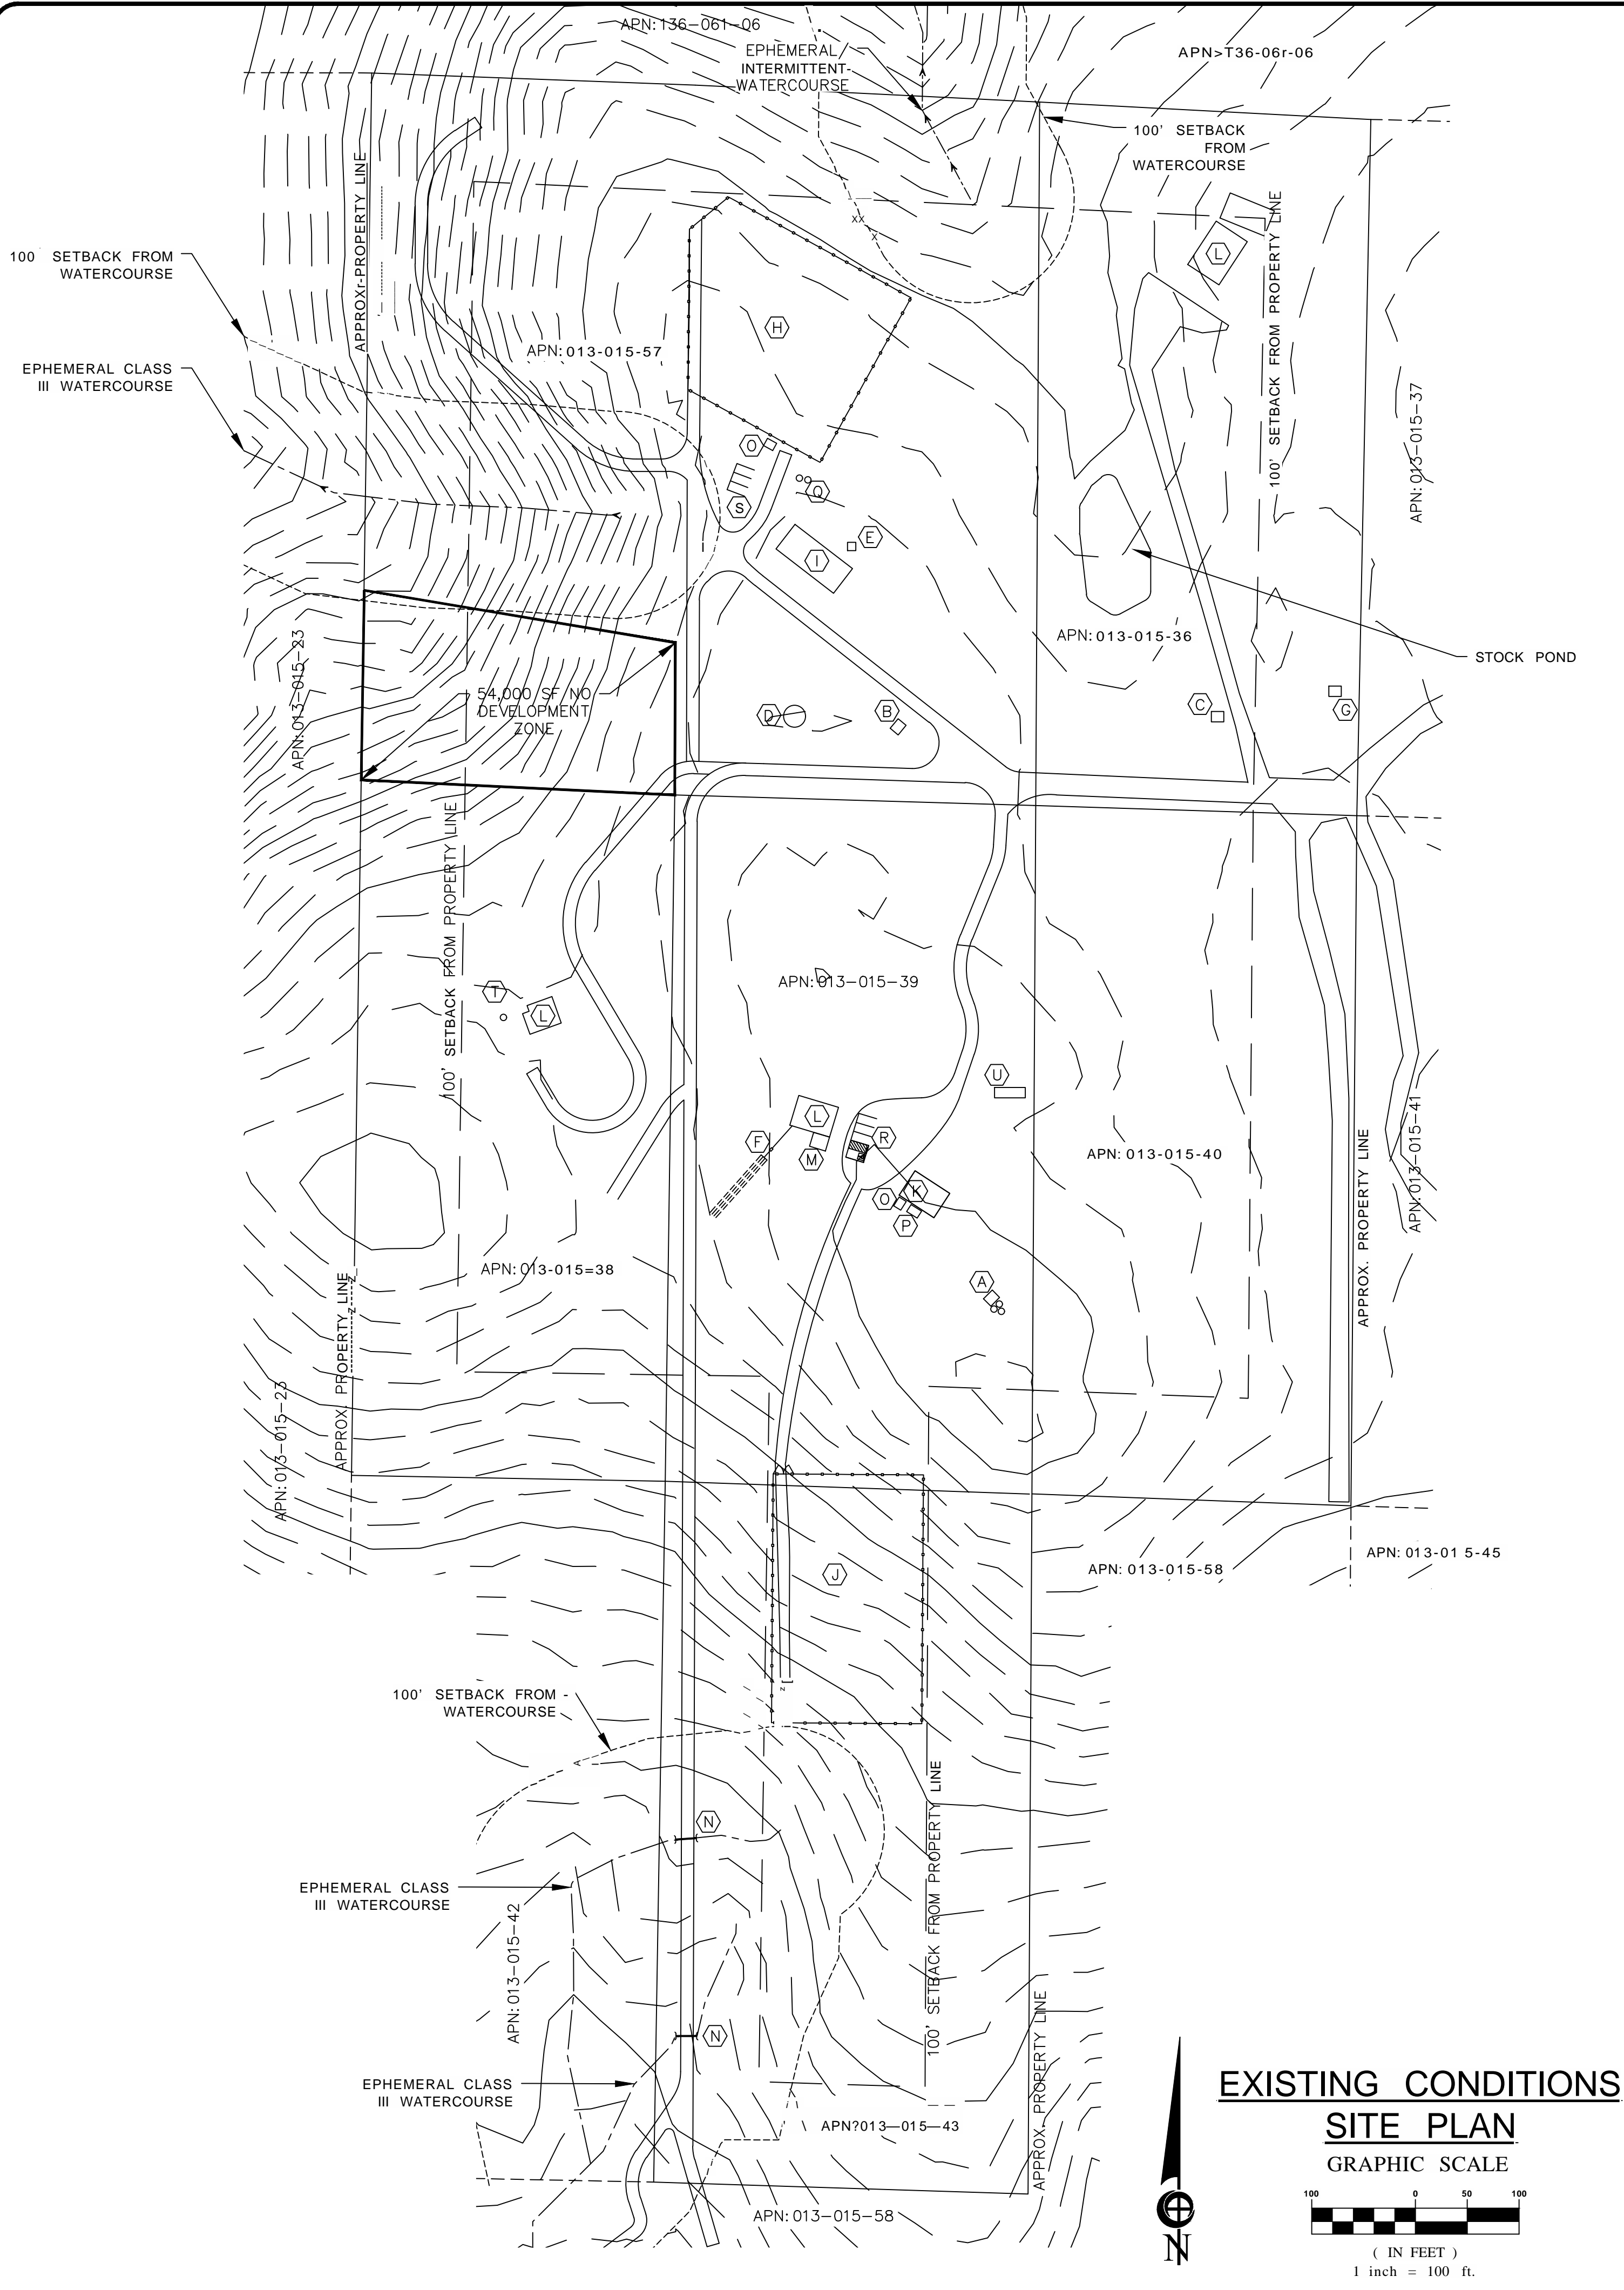 APN: 136-061-06
EPHEMERAL/
INTERMITTENT-
WATERCOURSE
APN>T36-06r-06
100' SETBACK
FROM
WATERCOURSE
APPROXr-PROPERTY LINE
100' SETBACK FROM PROPERTY LINE
L
100 SETBACK FROM
WATERCOURSE
XX
X
H
EPHEMERAL CLASS
III WATERCOURSE
APN: 013-015-57
APN: 013-015-37
O
Q
S
E
I
APN: 013-015-36
STOCK POND
APN: 013-015-23
54,000 SF NO
DEVELOPMENT
ZONE
D
B
C
G
100' SETBACK FROM PROPERTY LINE
APN: 013-015-39
T
L
U
L
F
M
R
APN: 013-015-40
APN: 013-015-41
K
O
P
APPROX. PROPERTY LINE
APN: 013-015=38
A
APPROX. PROPERTY LINE
APN: 013-015-23
J
APN: 013-015-58
APN: 013-01 5-45
100' SETBACK FROM -
WATERCOURSE
z
N
100' SETBACK FROM PROPERTY LINE
EPHEMERAL CLASS
III WATERCOURSE
APN: 013-015-42
N
APPROX. PROPERTY LINE
EPHEMERAL CLASS
III WATERCOURSE
APN?013-015-43
APN: 013-015-58
EXISTING CONDITIONS
SITE PLAN
GRAPHIC SCALE
100 0 50 100
( IN FEET )
1 inch = 100 ft.
N